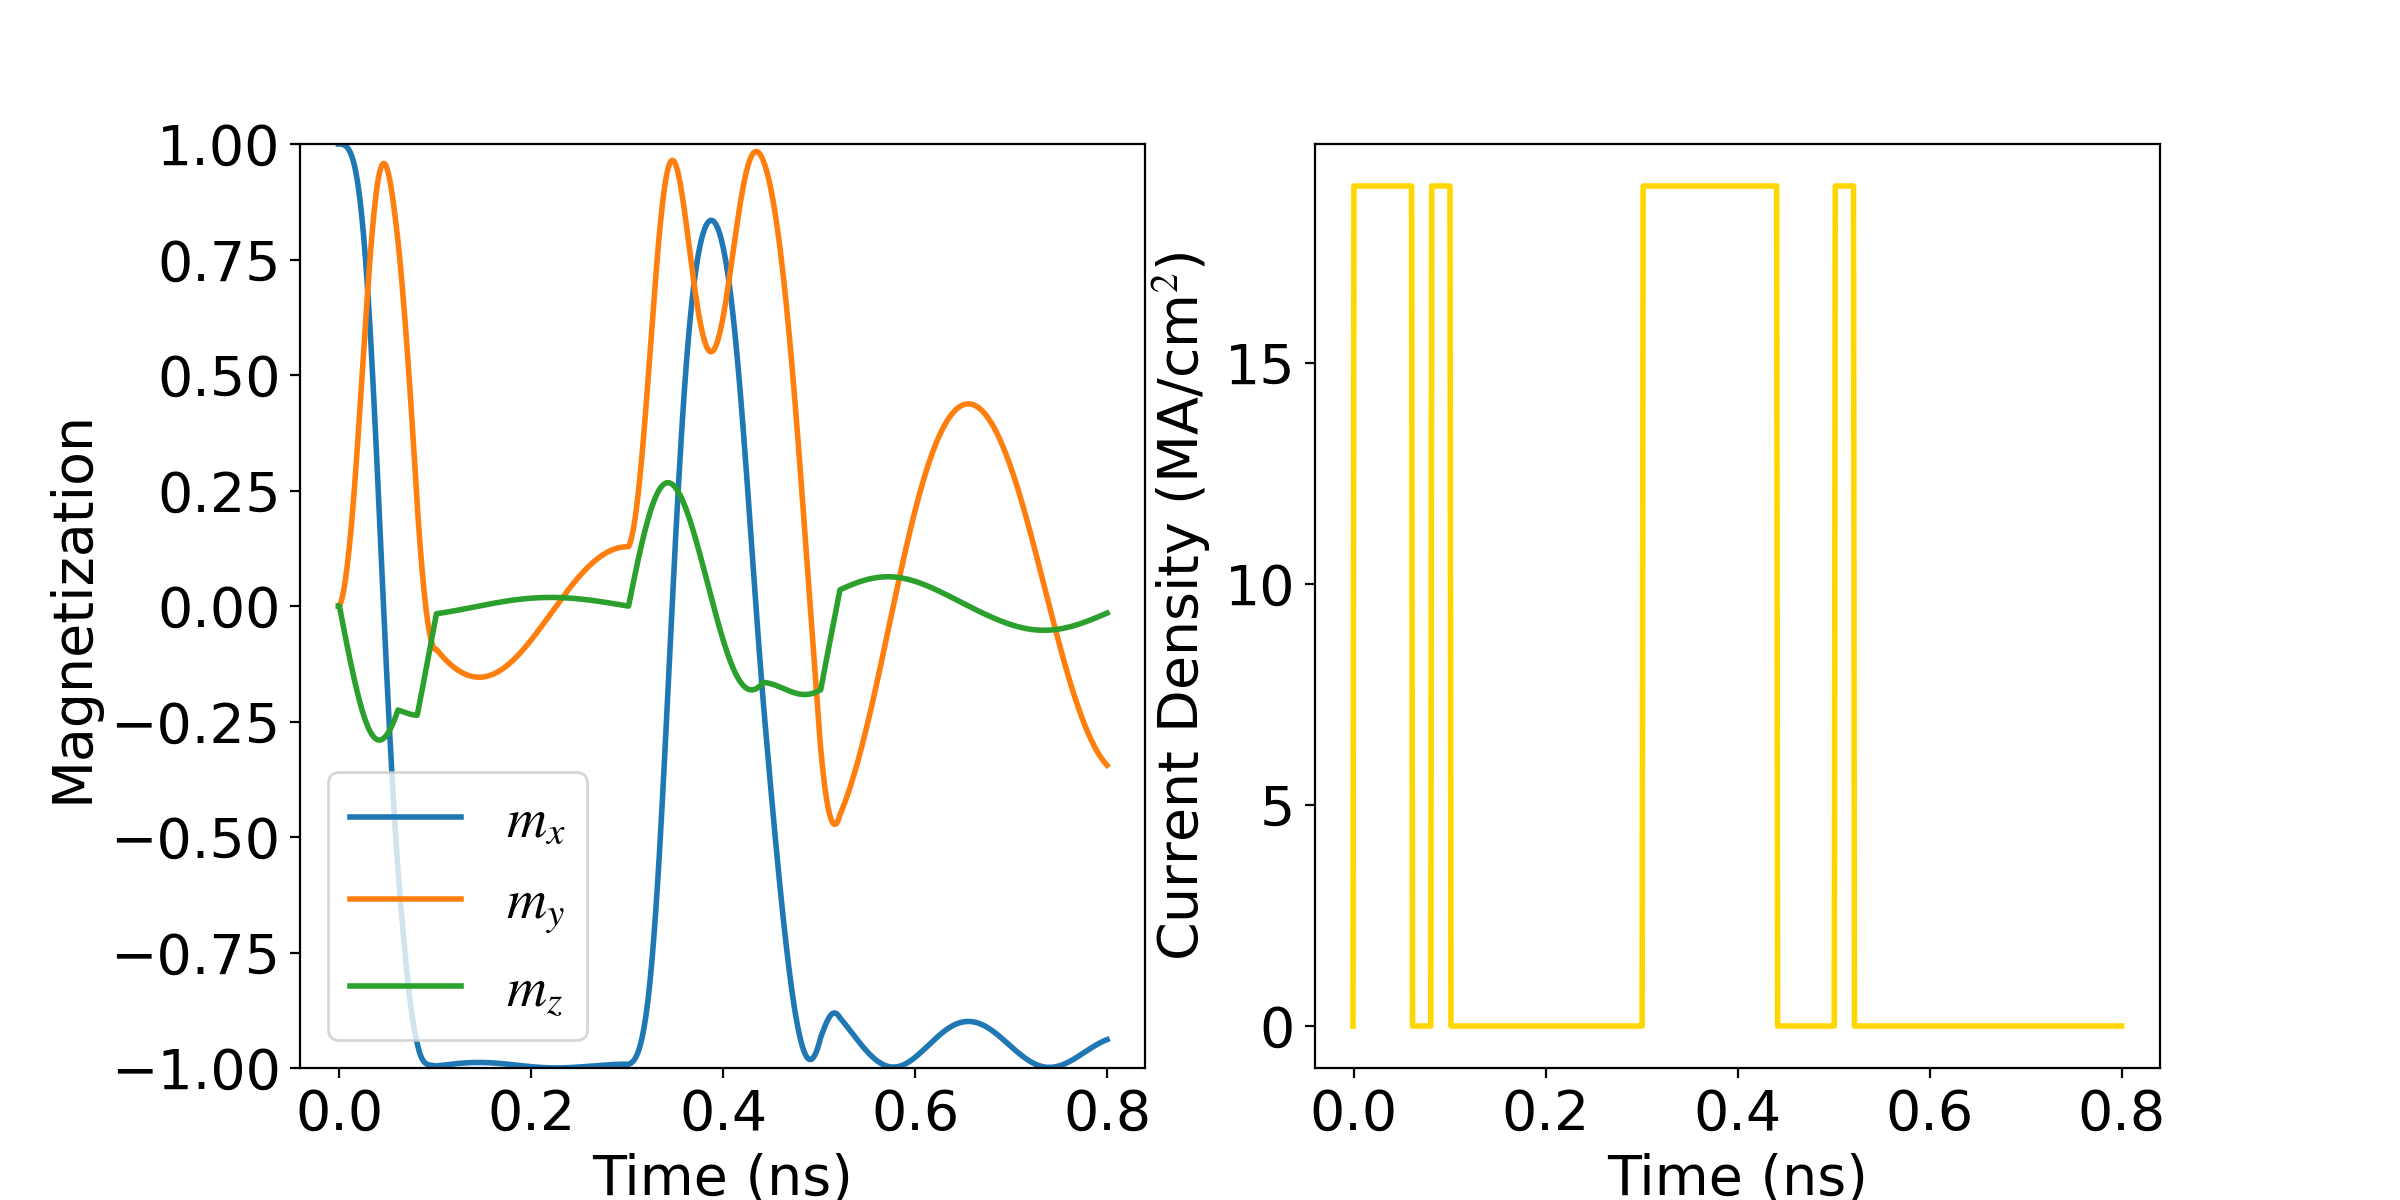 Magnetization
1.00
0.75
0.50
0.25
0.00
−0.25
−0.50
−0.75
−1.00
m_x
m_y
m_z
0.0 0.2 0.4 0.6 0.8
Time (ns)
Current Density (MA/cm²)
15
10
5
0
0.0 0.2 0.4 0.6 0.8
Time (ns)